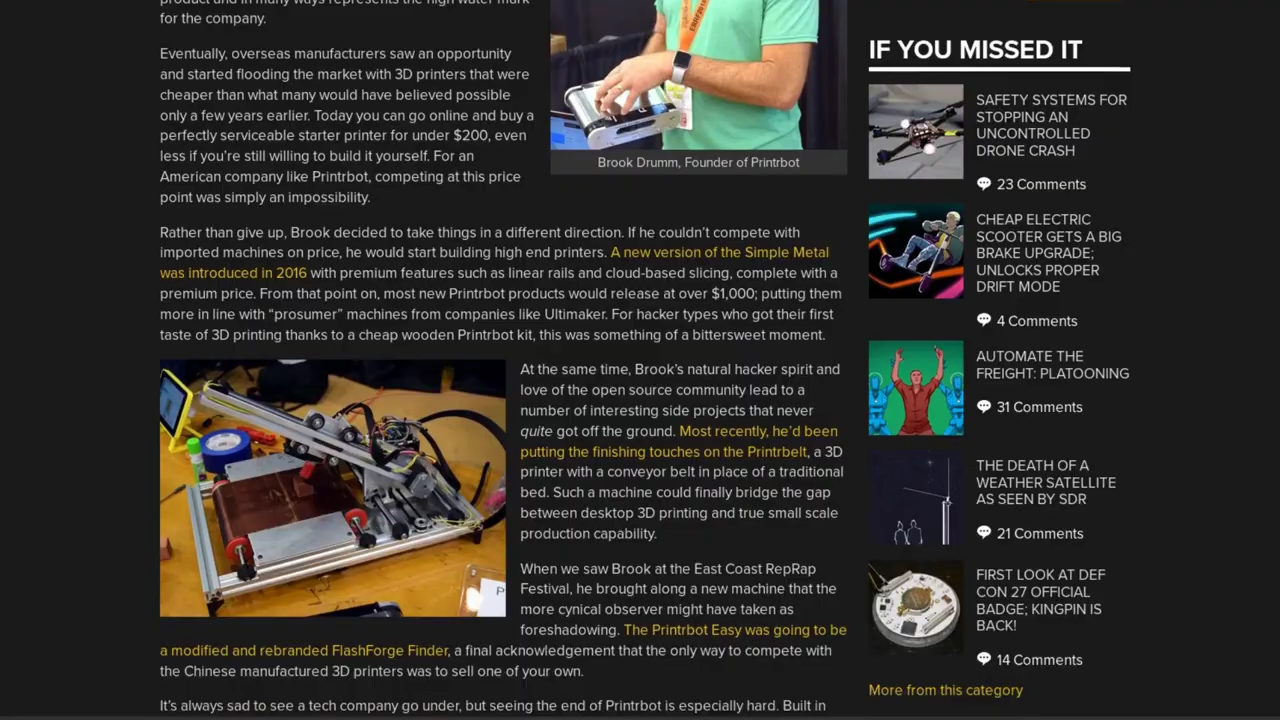 product and in many ways represents the high water mark
for the company.
Eventually, overseas manufacturers saw an opportunity
and started flooding the market with 3D printers that were
cheaper than what many would have believed possible
only a few years earlier. Today you can go online and buy a
perfectly serviceable starter printer for under $200, even
less if you’re still willing to build it yourself. For an
American company like Printrbot, competing at this price
point was simply an impossibility.
Brook Drumm, Founder of Printrbot
Rather than give up, Brook decided to take things in a different direction. If he couldn’t compete with
imported machines on price, he would start building high end printers. A new version of the Simple Metal
was introduced in 2016 with premium features such as linear rails and cloud-based slicing, complete with a
premium price. From that point on, most new Printrbot products would release at over $1,000; putting them
more in line with “prosumer” machines from companies like Ultimaker. For hacker types who got their first
taste of 3D printing thanks to a cheap wooden Printrbot kit, this was something of a bittersweet moment.
At the same time, Brook’s natural hacker spirit and
love of the open source community lead to a
number of interesting side projects that never
quite got off the ground. Most recently, he’d been
putting the finishing touches on the Printrbelt, a 3D
printer with a conveyor belt in place of a traditional
bed. Such a machine could finally bridge the gap
between desktop 3D printing and true small scale
production capability.
When we saw Brook at the East Coast RepRap
Festival, he brought along a new machine that the
more cynical observer might have taken as
foreshadowing. The Printrbot Easy was going to be
a modified and rebranded FlashForge Finder, a final acknowledgement that the only way to compete with
the Chinese manufactured 3D printers was to sell one of your own.
It’s always sad to see a tech company go under, but seeing the end of Printrbot is especially hard. Built in
IF YOU MISSED IT
SAFETY SYSTEMS FOR
STOPPING AN
UNCONTROLLED
DRONE CRASH
23 Comments
CHEAP ELECTRIC
SCOOTER GETS A BIG
BRAKE UPGRADE;
UNLOCKS PROPER
DRIFT MODE
4 Comments
AUTOMATE THE
FREIGHT: PLATOONING
31 Comments
THE DEATH OF A
WEATHER SATELLITE
AS SEEN BY SDR
21 Comments
FIRST LOOK AT DEF
CON 27 OFFICIAL
BADGE; KINGPIN IS
BACK!
14 Comments
More from this category